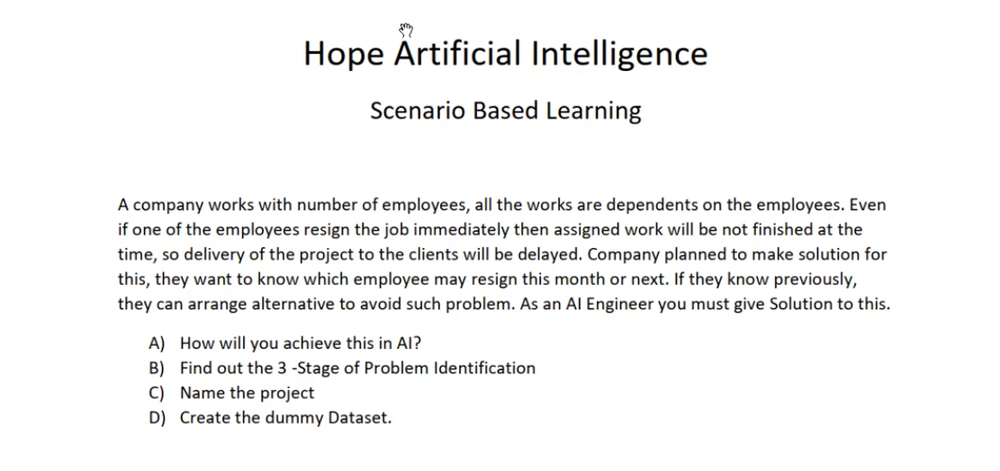 Hope Artificial Intelligence
Scenario Based Learning
A company works with number of employees, all the works are dependents on the employees. Even
if one of the employees resign the job immediately then assigned work will be not finished at the
time, so delivery of the project to the clients will be delayed. Company planned to make solution for
this, they want to know which employee may resign this month or next. If they know previously,
they can arrange alternative to avoid such problem. As an AI Engineer you must give Solution to this.
A) How will you achieve this in AI?
B) Find out the 3 -Stage of Problem Identification
C) Name the project
D) Create the dummy Dataset.